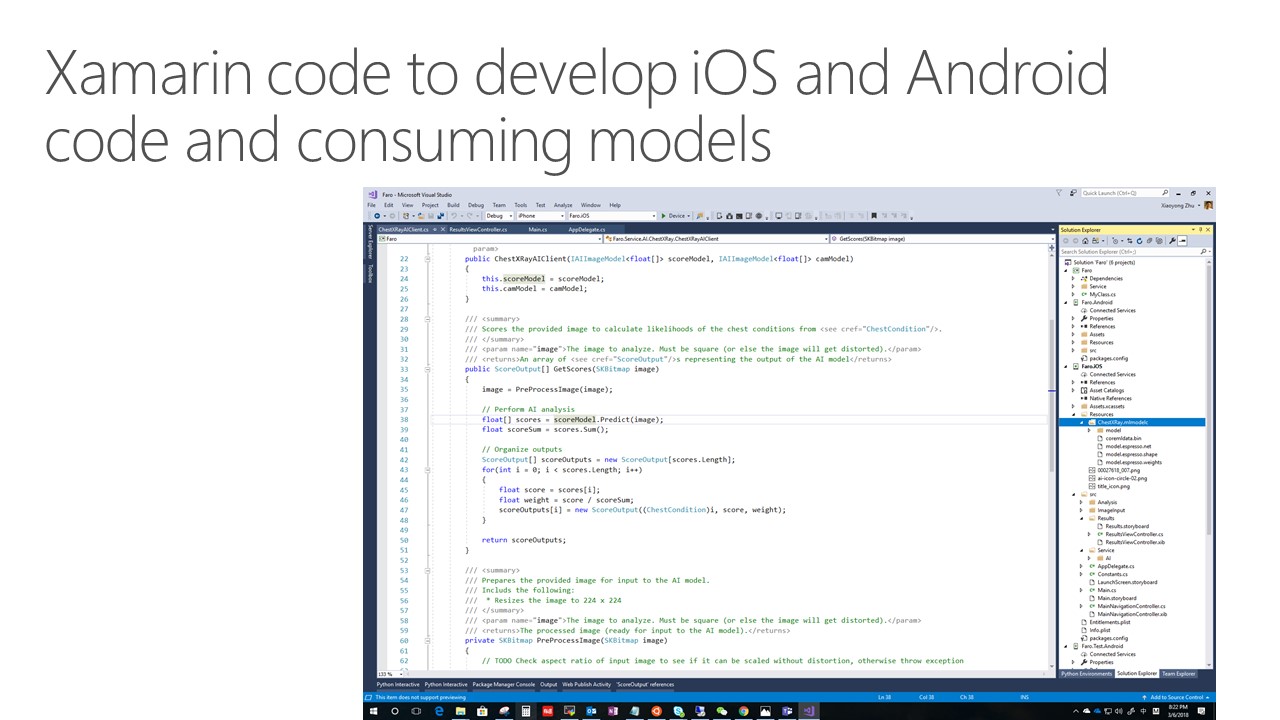 Xamarin code to develop iOS and Android
code and consuming models
Faro - Microsoft Visual Studio
Quick Launch (Ctrl+Q)
File Edit View Project Build Debug Team Tools Test Analyze Window Help
Xiaoyong Zhu
Debug iPhone Faro.iOS Device
ChestXRayAIClient.cs ResultsViewController.cs Main.cs AppDelegate.cs
Faro Faro.Service.AI.ChestXRay.ChestXRayAIClient GetScores(SKBitmap image)
Server Explorer
Toolbox
param>
22 public ChestXRayAIClient(IAIImageModel<float[]> scoreModel, IAIImageModel<float[]> camModel)
23 {
24 this.scoreModel = scoreModel;
25 this.camModel = camModel;
26 }
27
28 /// <summary>
29 /// Scores the provided image to calculate likelihoods of the chest conditions from <see cref="ChestCondition"/>.
30 /// </summary>
31 /// <param name="image">The image to analyze. Must be square (or else the image will get distorted).</param>
32 /// <returns>An array of <see cref="ScoreOutput"/>s representing the output of the AI model</returns>
33 public ScoreOutput[] GetScores(SKBitmap image)
34 {
35 image = PreProcessImage(image);
36
37 // Perform AI analysis
38 float[] scores = scoreModel.Predict(image);
39 float scoreSum = scores.Sum();
40
41 // Organize outputs
42 ScoreOutput[] scoreOutputs = new ScoreOutput[scores.Length];
43 for(int i = 0; i < scores.Length; i++)
44 {
45 float score = scores[i];
46 float weight = score / scoreSum;
47 scoreOutputs[i] = new ScoreOutput((ChestCondition)i, score, weight);
48 }
49
50 return scoreOutputs;
51 }
52
53 /// <summary>
54 /// Prepares the provided image for input to the AI model.
55 /// Includs the following:
56 /// * Resizes the image to 224 x 224
57 /// </summary>
58 /// <param name="image">The image to analyze. Must be square (or else the image will get distorted).</param>
59 /// <returns>The processed image (ready for input to the AI model).</returns>
60 private SKBitmap PreProcessImage(SKBitmap image)
61 {
62 // TODO Check aspect ratio of input image to see if it can be scaled without distortion, otherwise throw exception
133 %
Solution Explorer
Search Solution Explorer (Ctrl+;)
Solution 'Faro' (6 projects)
Faro
Dependencies
Service
MyClass.cs
Faro.Android
Connected Services
Properties
References
Assets
Resources
src
packages.config
Faro.iOS
Connected Services
References
Asset Catalogs
Native References
Assets.xcassets
Resources
ChestXRay.mlmodelc
model
coremldata.bin
model.espresso.net
model.espresso.shape
model.espresso.weights
00027618_007.png
ai-icon-circle-02.png
title_icon.png
src
Analysis
ImageInput
Results
Results.storyboard
ResultsViewController.cs
ResultsViewController.xib
Service
AI
AppDelegate.cs
Constants.cs
LaunchScreen.storyboard
Main.cs
Main.storyboard
MainNavigationController.cs
MainNavigationController.xib
Entitlements.plist
Info.plist
packages.config
Faro.Test.Android
Connected Services
Properties
Python Environments Solution Explorer Team Explorer
Python Interactive Python Interactive Package Manager Console Output Web Publish Activity 'ScoreOutput' references
This item does not support previewing Ln 38 Col 38 Ch 38 INS Add to Source Control
8:22 PM
3/6/2018